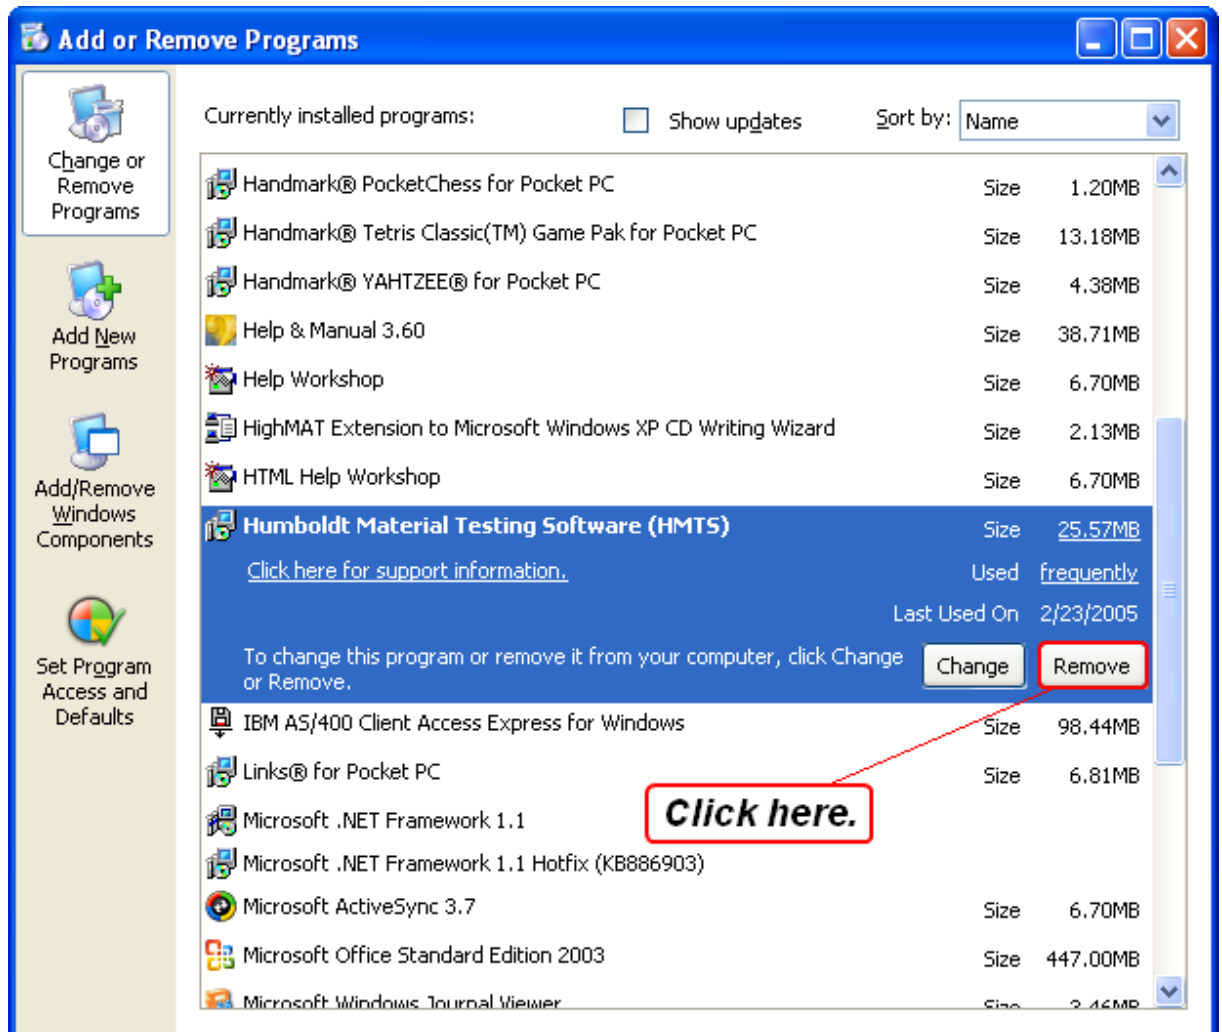 Add or Remove Programs
Change or
Remove
Programs
Add New
Programs
Add/Remove
Windows
Components
Set Program
Access and
Defaults
Currently installed programs:
Show updates
Sort by: Name
Handmark® PocketChess for Pocket PC Size 1.20MB
Handmark® Tetris Classic(TM) Game Pak for Pocket PC Size 13.18MB
Handmark® YAHTZEE® for Pocket PC Size 4.38MB
Help & Manual 3.60 Size 38.71MB
Help Workshop Size 6.70MB
HighMAT Extension to Microsoft Windows XP CD Writing Wizard Size 2.13MB
HTML Help Workshop Size 6.70MB
Humboldt Material Testing Software (HMTS) Size 25.57MB
Click here for support information. Used frequently
Last Used On 2/23/2005
To change this program or remove it from your computer, click Change
or Remove.
Change Remove
IBM AS/400 Client Access Express for Windows Size 98.44MB
Links® for Pocket PC Size 6.81MB
Click here.
Microsoft .NET Framework 1.1
Microsoft .NET Framework 1.1 Hotfix (KB886903)
Microsoft ActiveSync 3.7 Size 6.70MB
Microsoft Office Standard Edition 2003 Size 447.00MB
Microsoft Windows Journal Viewer Size 3.46MB